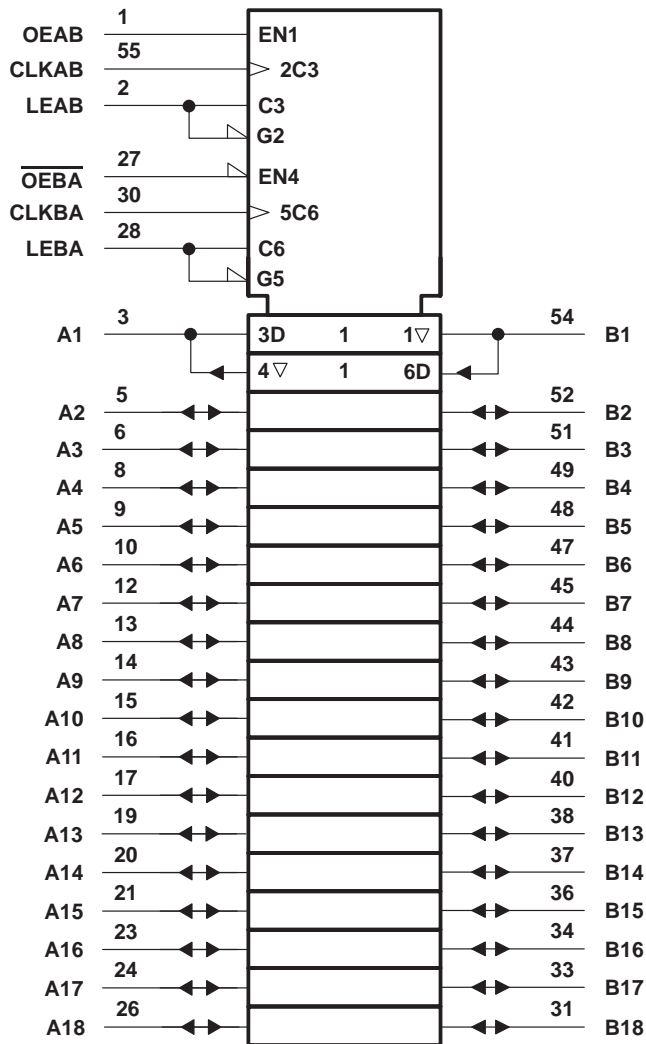 OEAB 1 EN1
CLKAB 55 2C3
LEAB 2 C3
G2
OEBA 27 EN4
CLKBA 30 5C6
LEBA 28 C6
G5
A1 3 3D 1 1▽ 54 B1
4▽ 1 6D
A2 5 52 B2
A3 6 51 B3
A4 8 49 B4
A5 9 48 B5
A6 10 47 B6
A7 12 45 B7
A8 13 44 B8
A9 14 43 B9
A10 15 42 B10
A11 16 41 B11
A12 17 40 B12
A13 19 38 B13
A14 20 37 B14
A15 21 36 B15
A16 23 34 B16
A17 24 33 B17
A18 26 31 B18